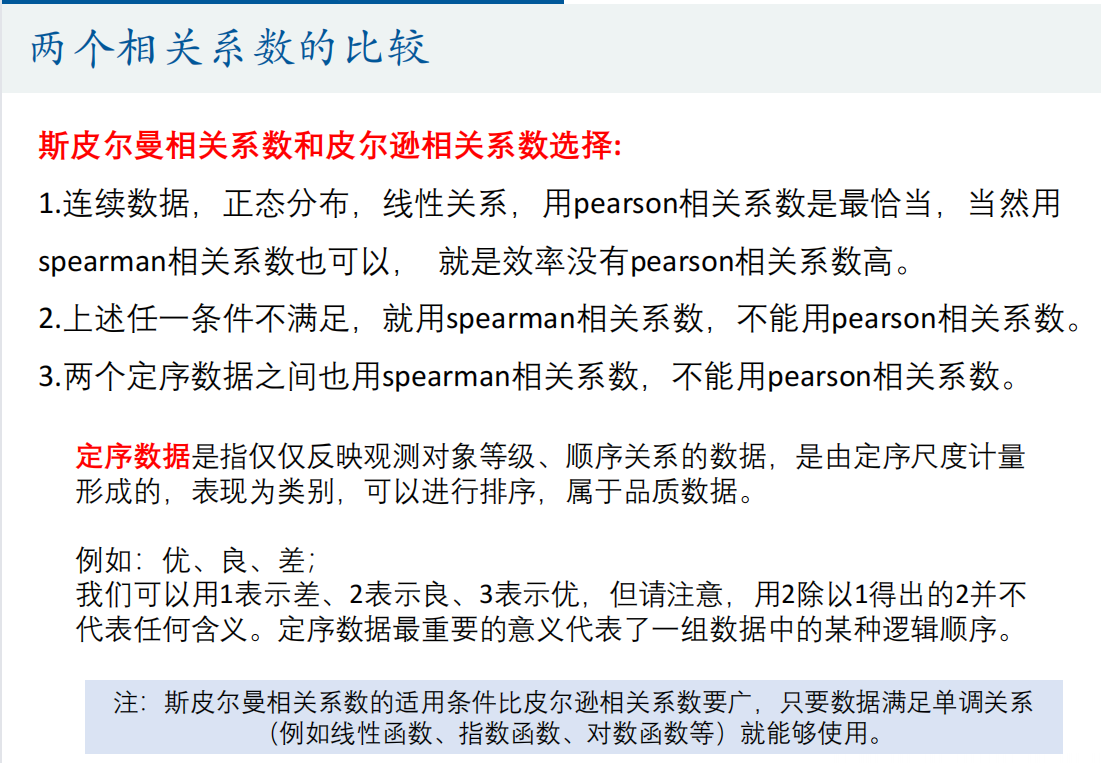 两个相关系数的比较
斯皮尔曼相关系数和皮尔逊相关系数选择:
1.连续数据，正态分布，线性关系，用pearson相关系数是最恰当，当然用
spearman相关系数也可以， 就是效率没有pearson相关系数高。
2.上述任一条件不满足，就用spearman相关系数，不能用pearson相关系数。
3.两个定序数据之间也用spearman相关系数，不能用pearson相关系数。
定序数据是指仅仅反映观测对象等级、顺序关系的数据，是由定序尺度计量
形成的，表现为类别，可以进行排序，属于品质数据。
例如：优、良、差；
我们可以用1表示差、2表示良、3表示优，但请注意，用2除以1得出的2并不
代表任何含义。定序数据最重要的意义代表了一组数据中的某种逻辑顺序。
注：斯皮尔曼相关系数的适用条件比皮尔逊相关系数要广，只要数据满足单调关系
（例如线性函数、指数函数、对数函数等）就能够使用。